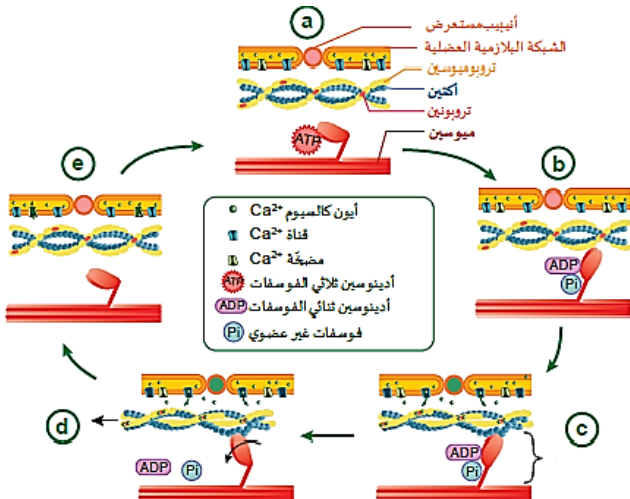 a
أنيبيب مستعرض
الشبكة البلازمية العضلية
تروبوميوسين
أكتين
تروبونين
ميوسين
ATP
b
ADP
Pi
c
ADP
Pi
d
ADP
Pi
e
أيون كالسيوم Ca2+
قناة Ca2+
مضخّة Ca2+
ATP أدينوسين ثلاثي الفوسفات
ADP أدينوسين ثنائي الفوسفات
Pi فوسفات غير عضوي